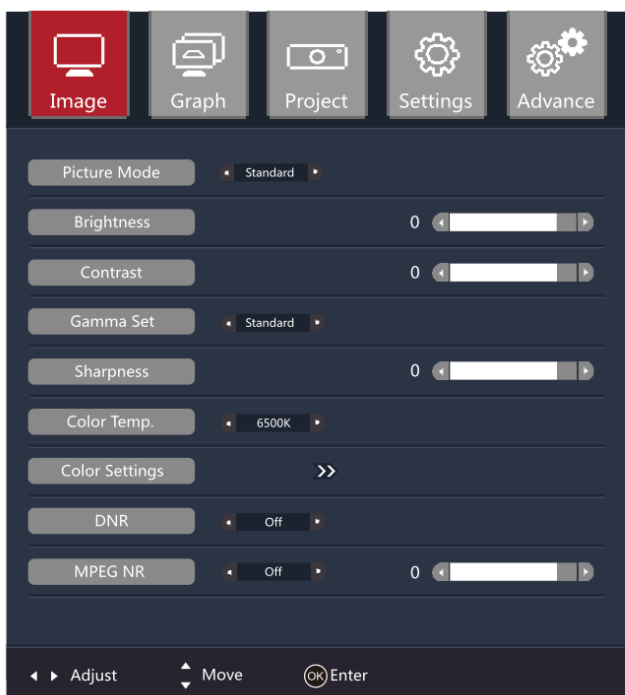 Image Graph Project Settings Advance
Picture Mode Standard
Brightness 0
Contrast 0
Gamma Set Standard
Sharpness 0
Color Temp. 6500K
Color Settings
DNR Off
MPEG NR Off 0
Adjust Move OK Enter